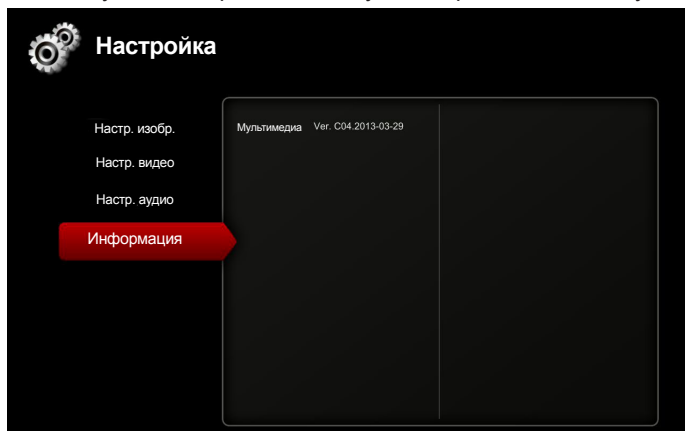 Настройка
Настр. изобр.
Мультимедиа Ver. C04.2013-03-29
Настр. видео
Настр. аудио
Информация